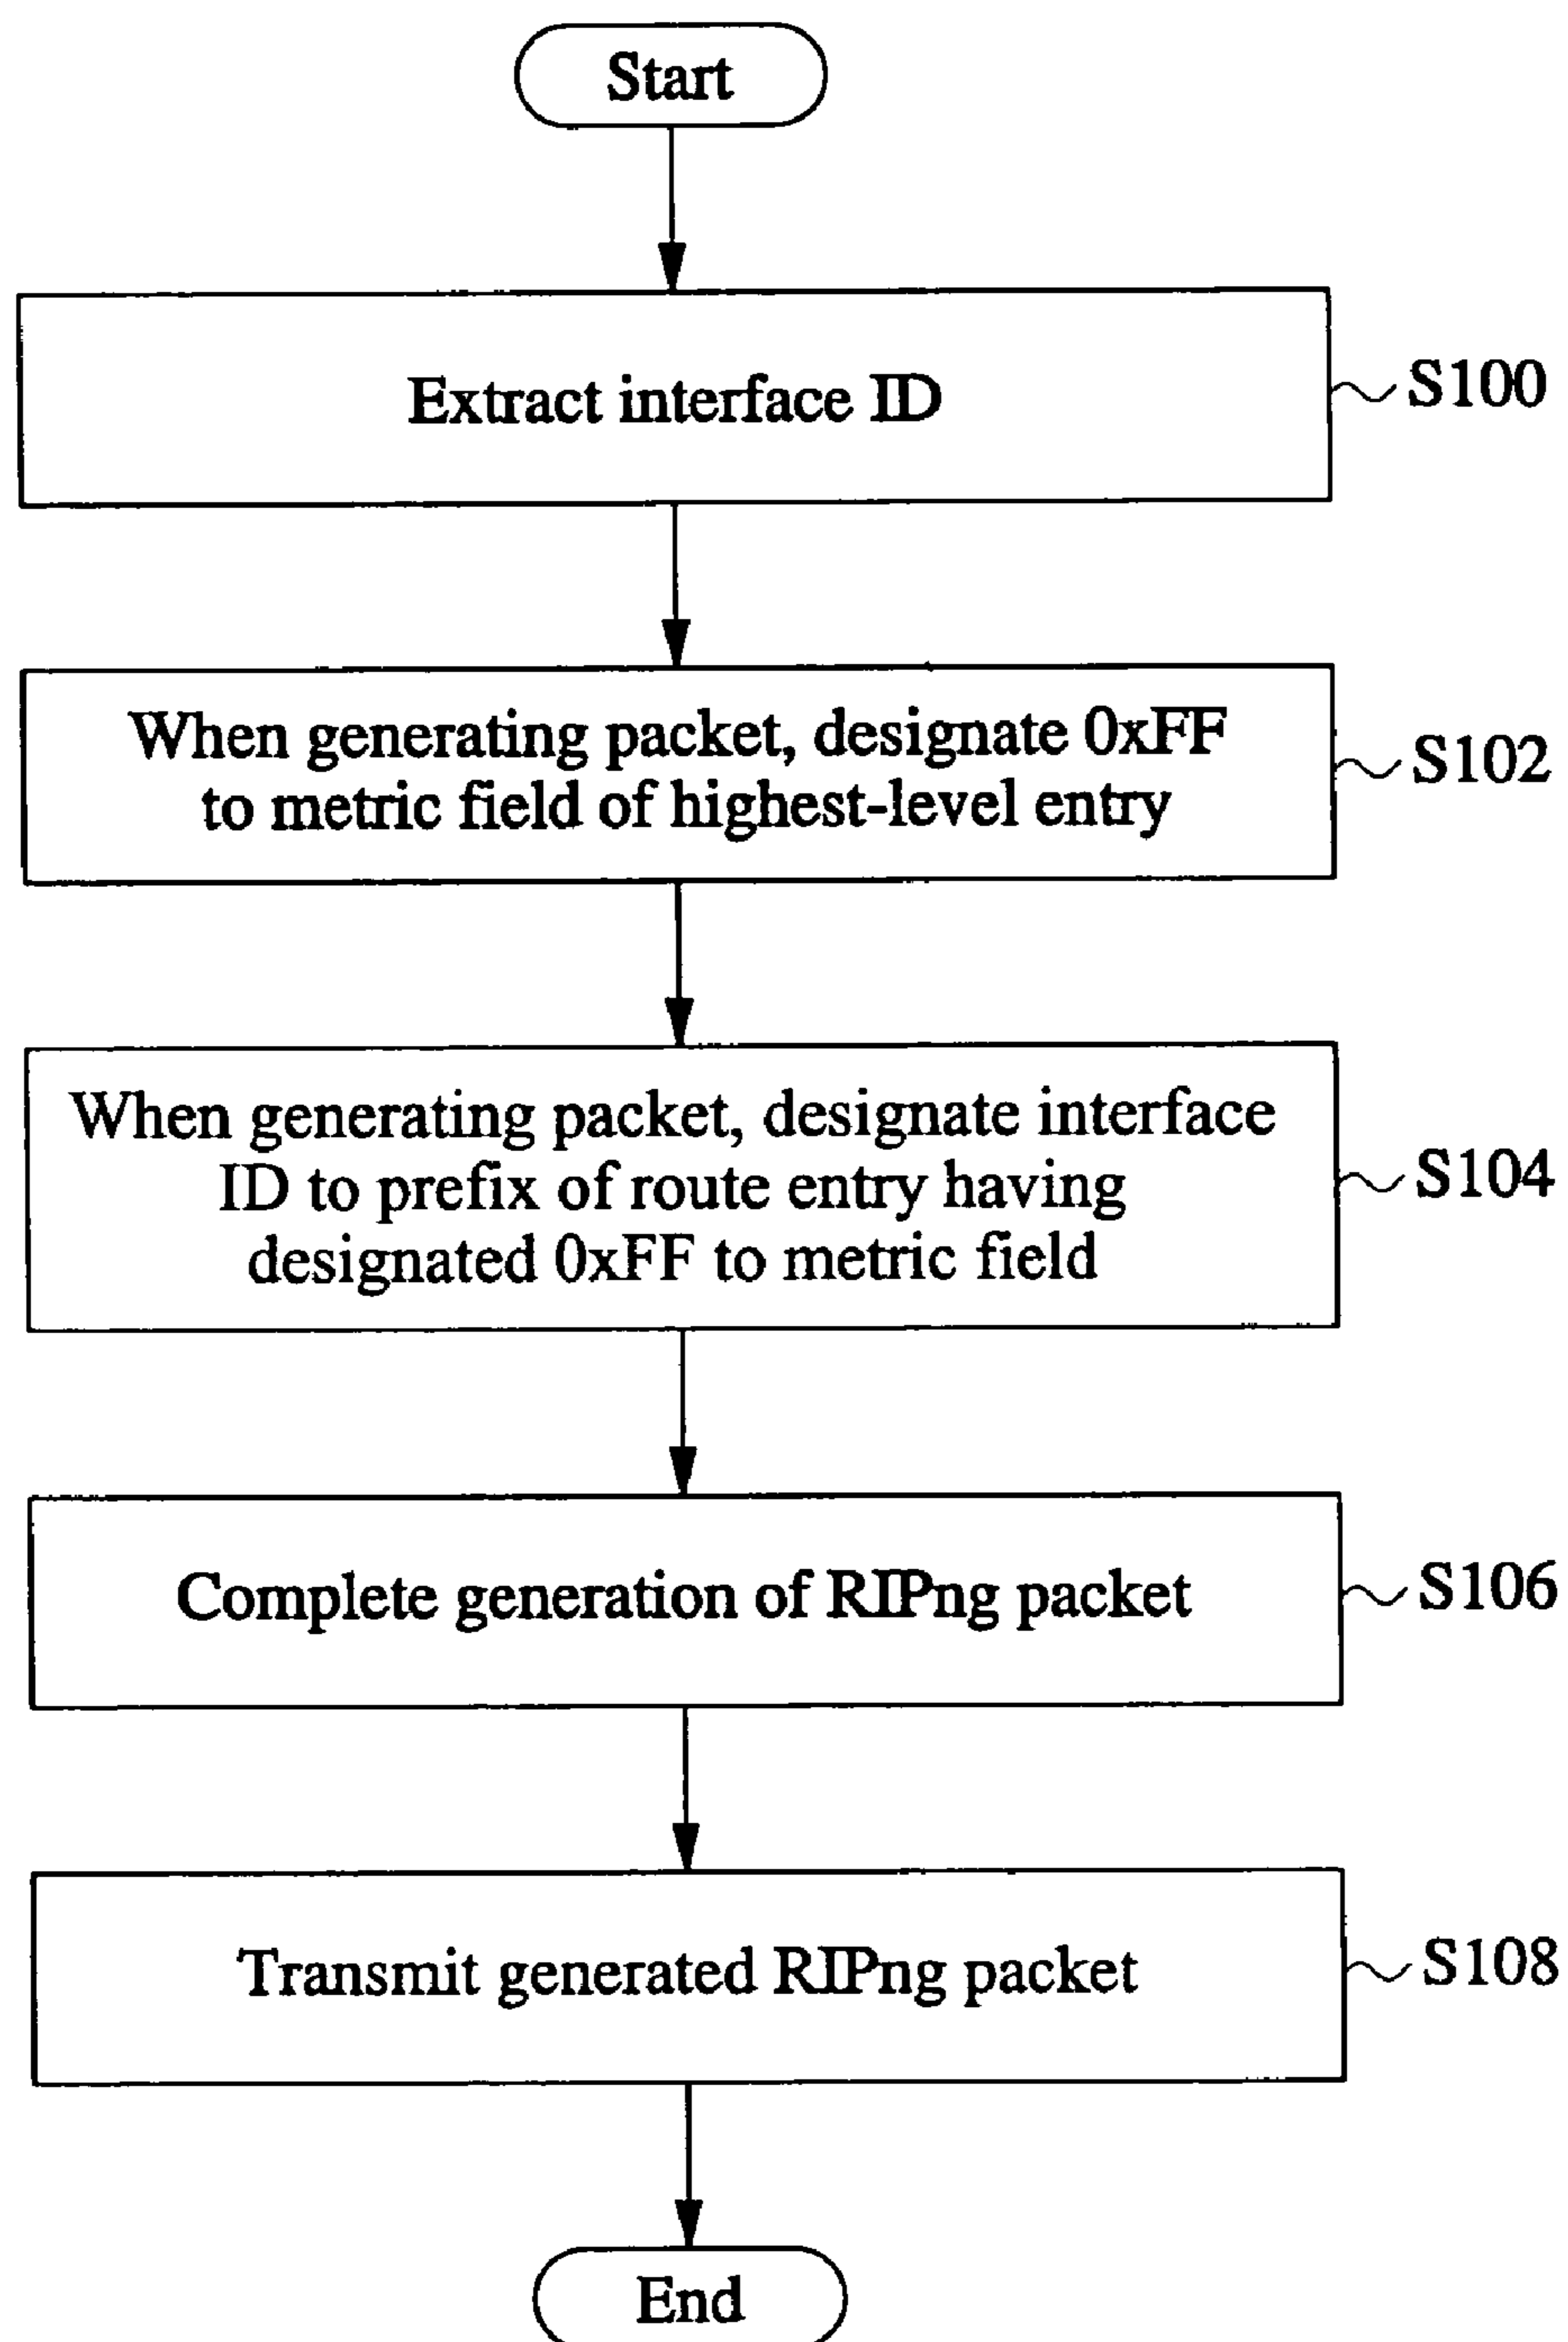 Start
Extract interface ID
S100
When generating packet, designate 0xFF
to metric field of highest-level entry
S102
When generating packet, designate interface
ID to prefix of route entry having
designated 0xFF to metric field
S104
Complete generation of RIPng packet
S106
Transmit generated RIPng packet
S108
End